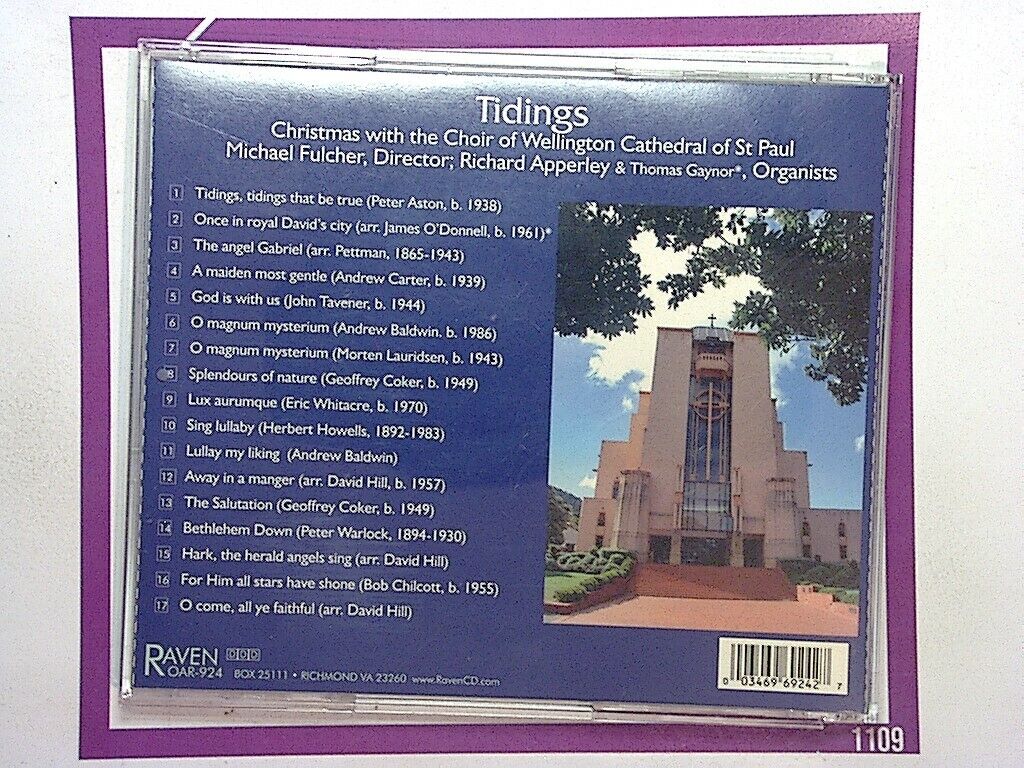 Tidings
Christmas with the Choir of Wellington Cathedral of St Paul
Michael Fulcher, Director; Richard Apperley & Thomas Gaynor*, Organists
1 Tidings, tidings that be true (Peter Aston, b. 1938)
2 Once in royal David's city (arr. James O'Donnell, b. 1961)*
3 The angel Gabriel (arr. Pettman, 1865-1943)
4 A maiden most gentle (Andrew Carter, b. 1939)
5 God is with us (John Tavener, b. 1944)
6 O magnum mysterium (Andrew Baldwin. b. 1986)
7 O magnum mysterium (Morten Lauridsen, b. 1943)
8 Splendours of nature (Geoffrey Coker, b. 1949)
9 Lux aurumque (Eric Whitacre, b. 1970)
10 Sing lullaby (Herbert Howells, 1892-1983)
11 Lullay my liking (Andrew Baldwin)
12 Away in a manger (arr. David Hill, b. 1957)
13 The Salutation (Geoffrey Coker, b. 1949)
14 Bethlehem Down (Peter Warlock, 1894-1930)
15 Hark, the herald angels sing (arr. David Hill)
16 For Him all stars have shone (Bob Chilcott, b. 1955)
17 O come, all ye faithful (arr. David Hill)
RAVEN DDD
OAR-924 BOX 25111 • RICHMOND VA 23260 www.RavenCD.com
0 03469 69242 7
1109